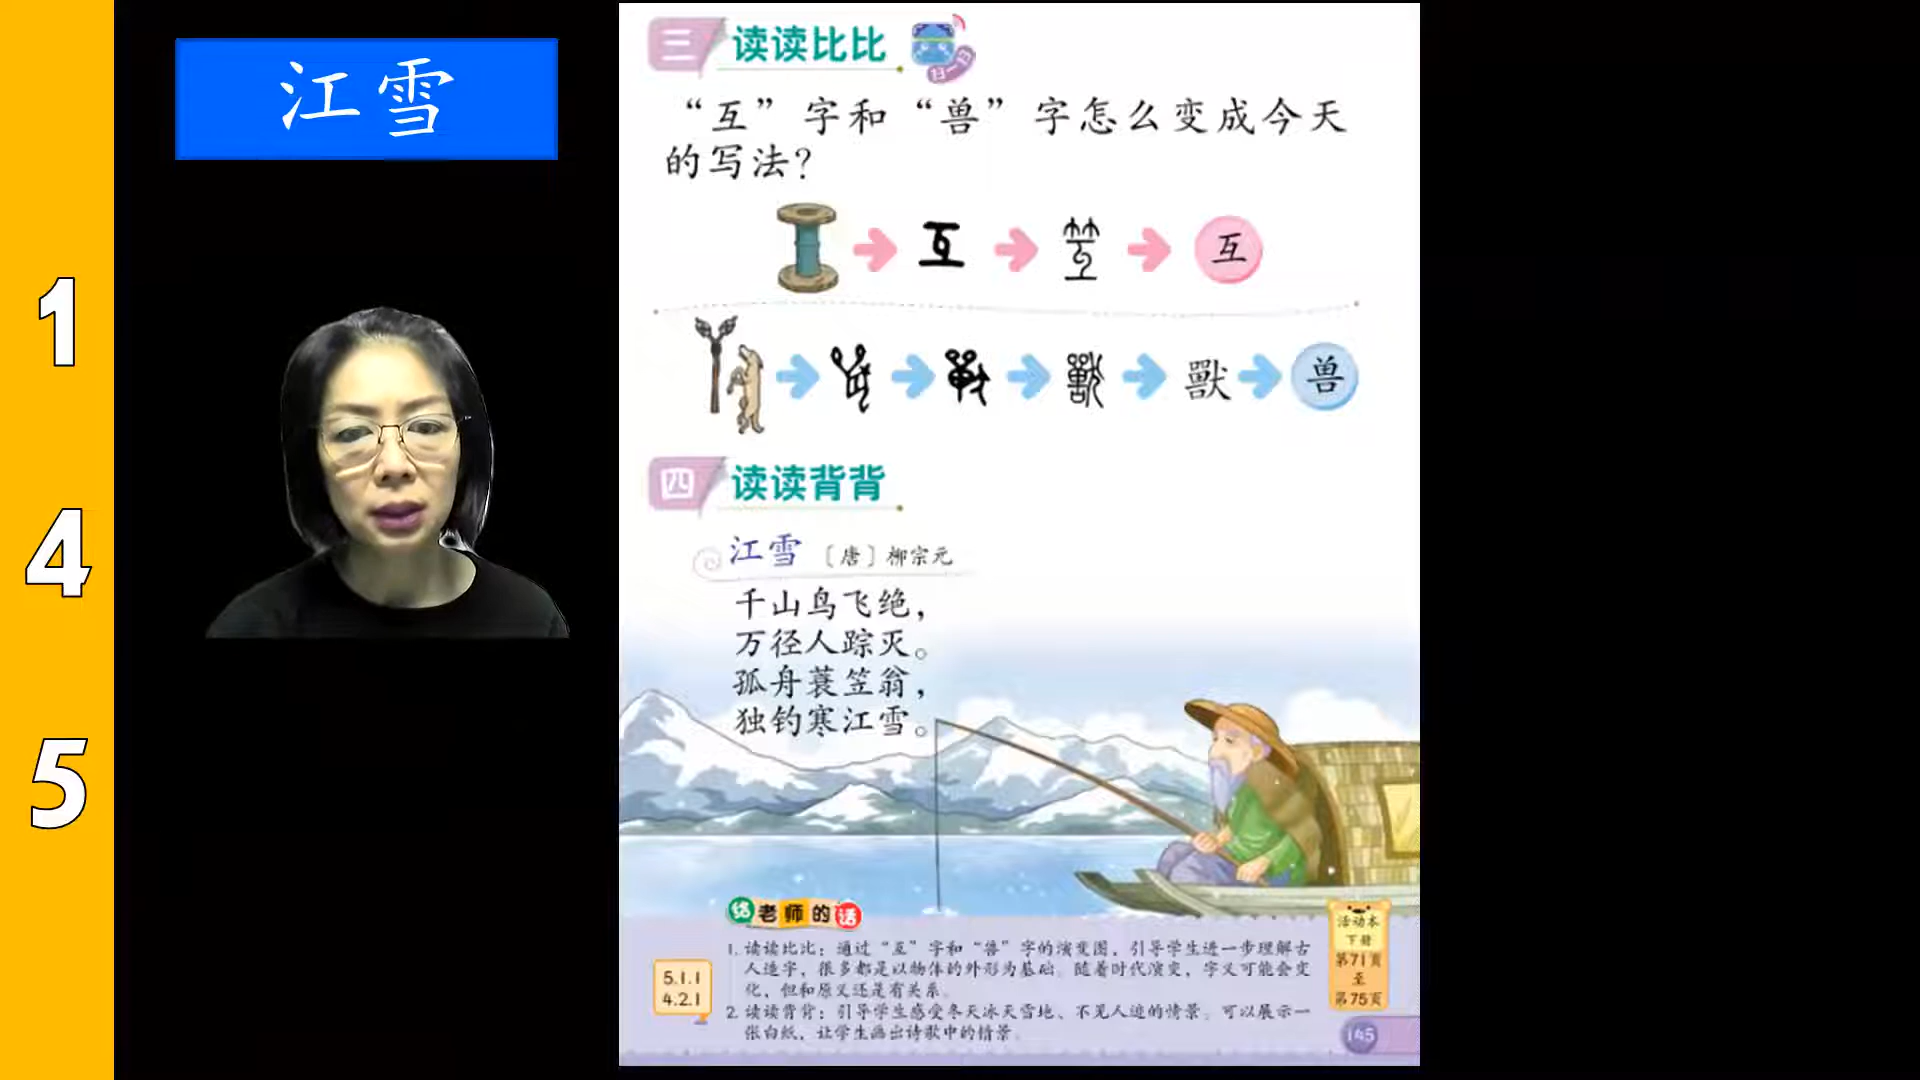 江雪
1
4
5
三 读读比比
扫一扫
“互”字和“兽”字怎么变成今天
的写法？
互
獸 兽
四 读读背背
江雪 〔唐〕柳宗元
千山鸟飞绝，
万径人踪灭。
孤舟蓑笠翁，
独钓寒江雪。
给老师的话
5.1.1
4.2.1
1. 读读比比：通过“互”字和“兽”字的演变图，引导学生进一步理解古
人造字，很多都是以物体的外形为基础。随着时代演变，字义可能会变
化，但和原义还是有关系。
2. 读读背背：引导学生感受冬天冰天雪地、不见人迹的情景。可以展示一
张白纸，让学生画出诗歌中的情景。
活动本
下册
第71页
至
第75页
145